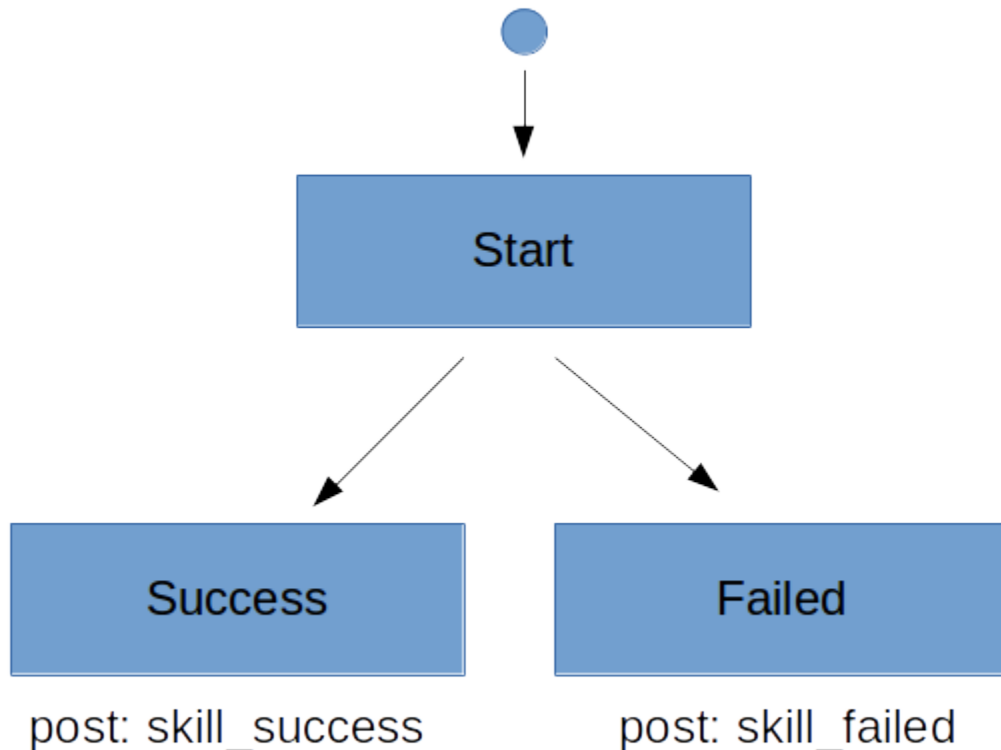 Start
Success
Failed
post: skill_success
post: skill_failed